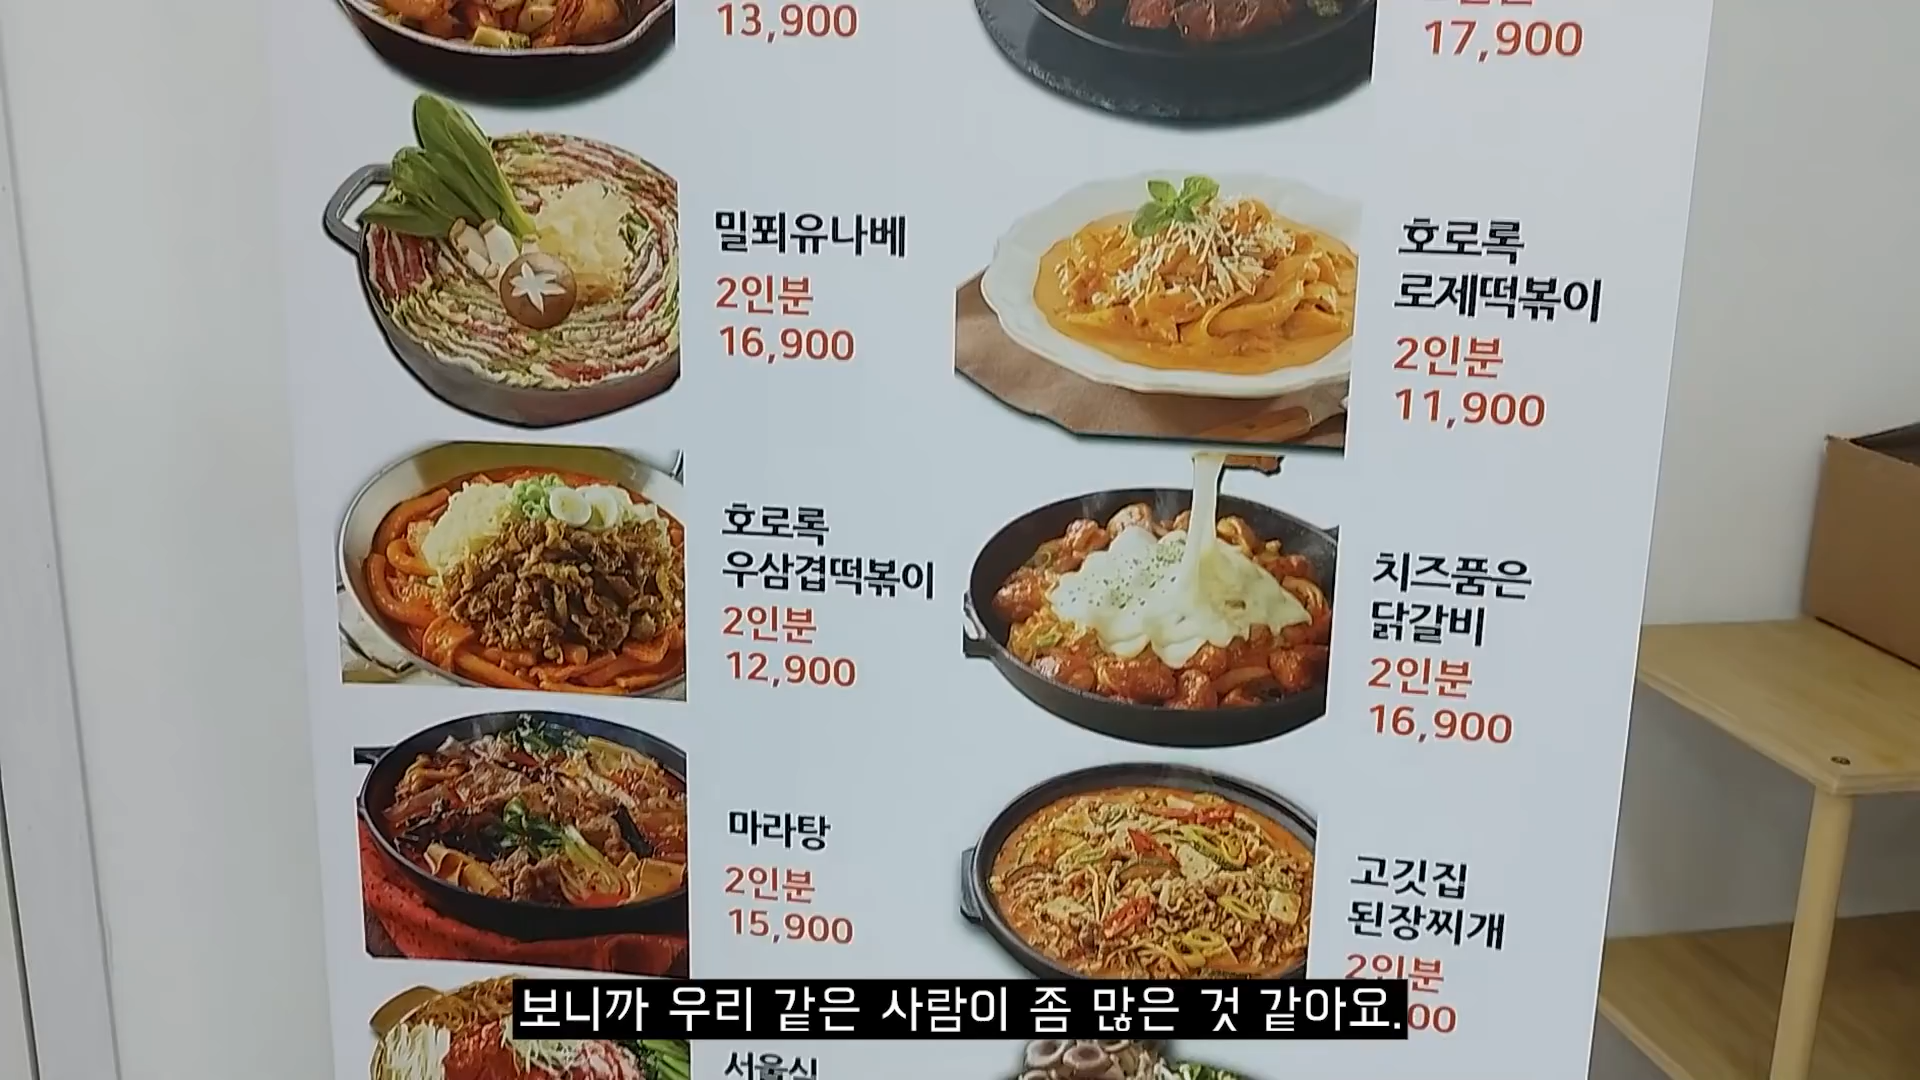 13,900
17,900
밀푀유나베
2인분
16,900
호로록
로제떡볶이
2인분
11,900
호로록
우삼겹떡볶이
2인분
12,900
치즈품은
닭갈비
2인분
16,900
마라탕
2인분
15,900
고깃집
된장찌개
2인분
00
보니까 우리 같은 사람이 좀 많은 것 같아요.
서울식